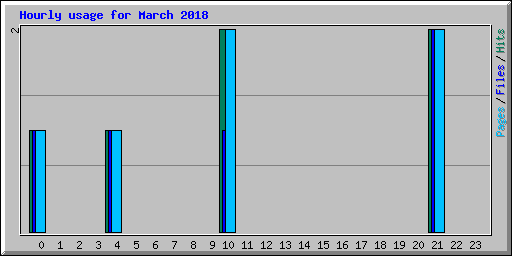 Hourly usage for March 2018
2
Pages/Files/Hits
0 1 2 3 4 5 6 7 8 9 10 11 12 13 14 15 16 17 18 19 20 21 22 23